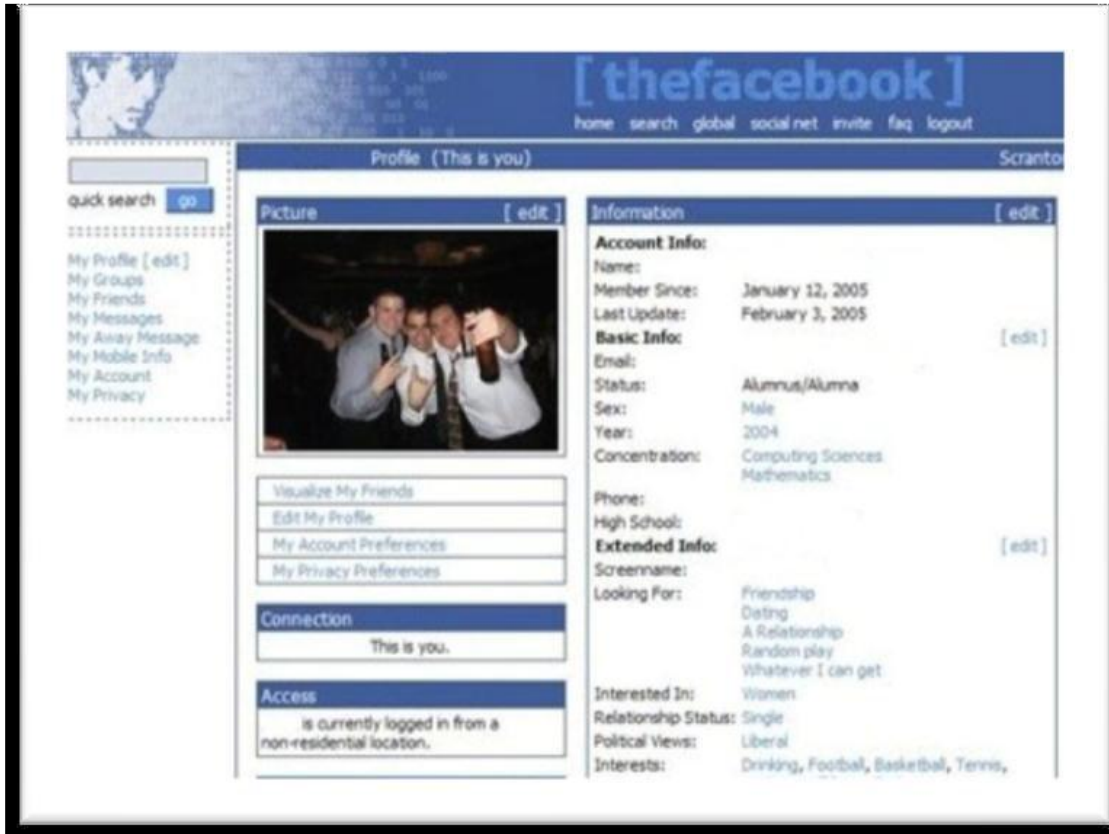 [ thefacebook ]
home search global social net invite faq logout
Profile (This is you)
Scranto
quick search go
My Profile [ edit ]
My Groups
My Friends
My Messages
My Away Message
My Mobile Info
My Account
My Privacy
Picture [ edit ]
Visualize My Friends
Edit My Profile
My Account Preferences
My Privacy Preferences
Connection
This is you.
Access
is currently logged in from a
non-residential location.
Information [ edit ]
Account Info:
Name:
Member Since: January 12, 2005
Last Update: February 3, 2005
Basic Info: [ edit ]
Email:
Status: Alumnus/Alumna
Sex: Male
Year: 2004
Concentration: Computing Sciences
Mathematics
Phone:
High School:
Extended Info: [ edit ]
Screenname:
Looking For: Friendship
Dating
A Relationship
Random play
Whatever I can get
Interested In: Women
Relationship Status: Single
Political Views: Liberal
Interests: Drinking, Football, Basketball, Tennis,